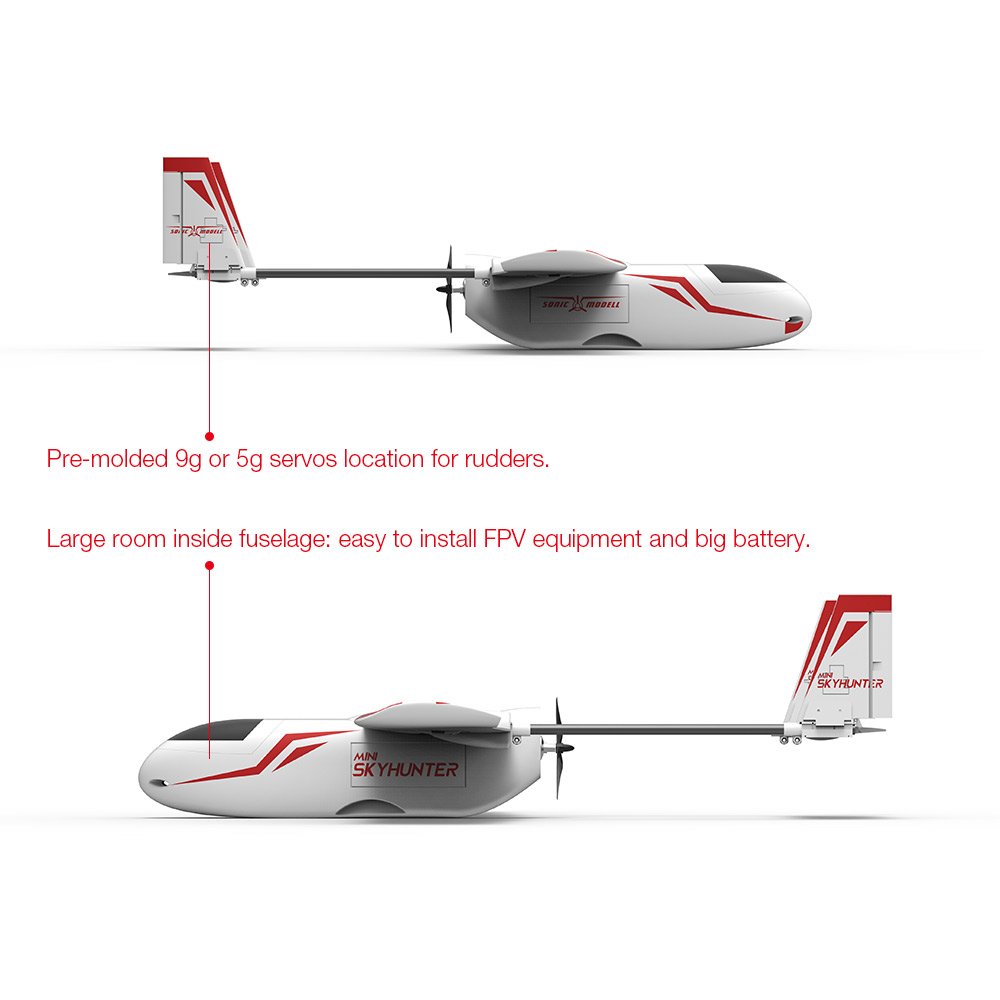 SONIC MODELL
SONIC MODELL
Pre-molded 9g or 5g servos location for rudders.
Large room inside fuselage: easy to install FPV equipment and big battery.
MINI
SKYHUNTER
MINI
SKYHUNTER